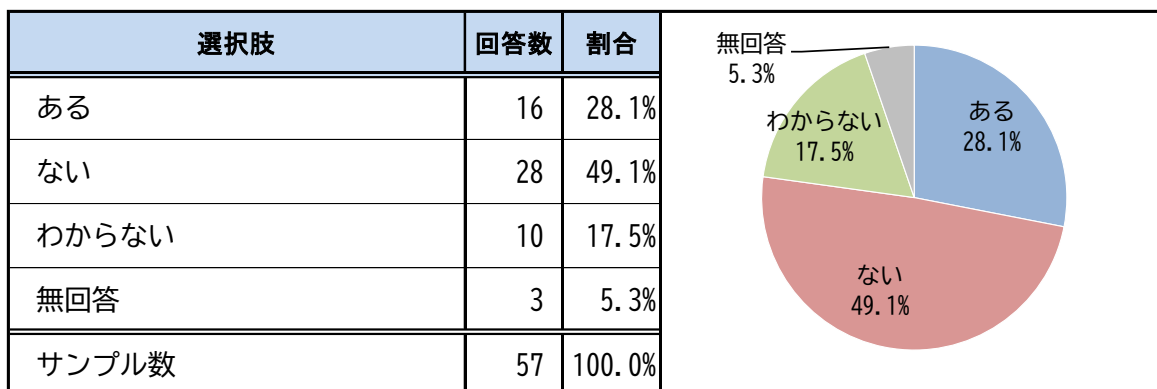 選択肢 回答数 割合
ある 16 28.1%
ない 28 49.1%
わからない 10 17.5%
無回答 3 5.3%
サンプル数 57 100.0%
無回答
5.3%
ある
28.1%
わからない
17.5%
ない
49.1%